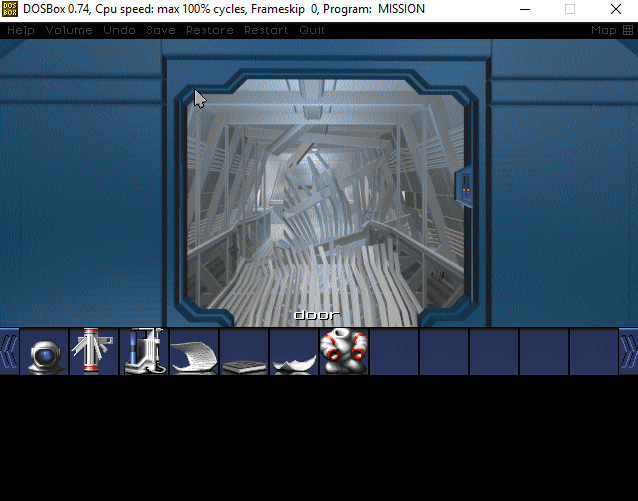 DOSBox 0.74, Cpu speed: max 100% cycles, Frameskip 0, Program: MISSION
Help Volume Undo Save Restore Restart Quit Map
door